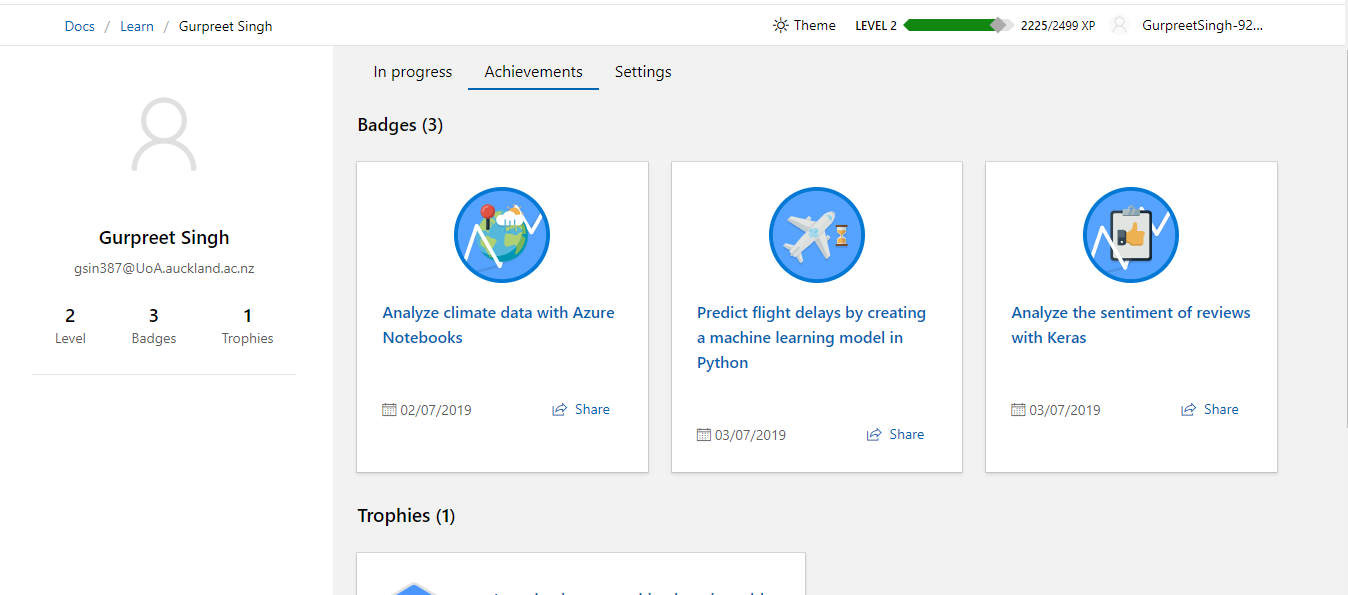 Docs / Learn / Gurpreet Singh
Theme LEVEL 2 2225/2499 XP GurpreetSingh-92...
In progress Achievements Settings
Gurpreet Singh
gsin387@UoA.auckland.ac.nz
2 3 1
Level Badges Trophies
Badges (3)
Analyze climate data with Azure
Notebooks
02/07/2019 Share
Predict flight delays by creating
a machine learning model in
Python
03/07/2019 Share
Analyze the sentiment of reviews
with Keras
03/07/2019 Share
Trophies (1)